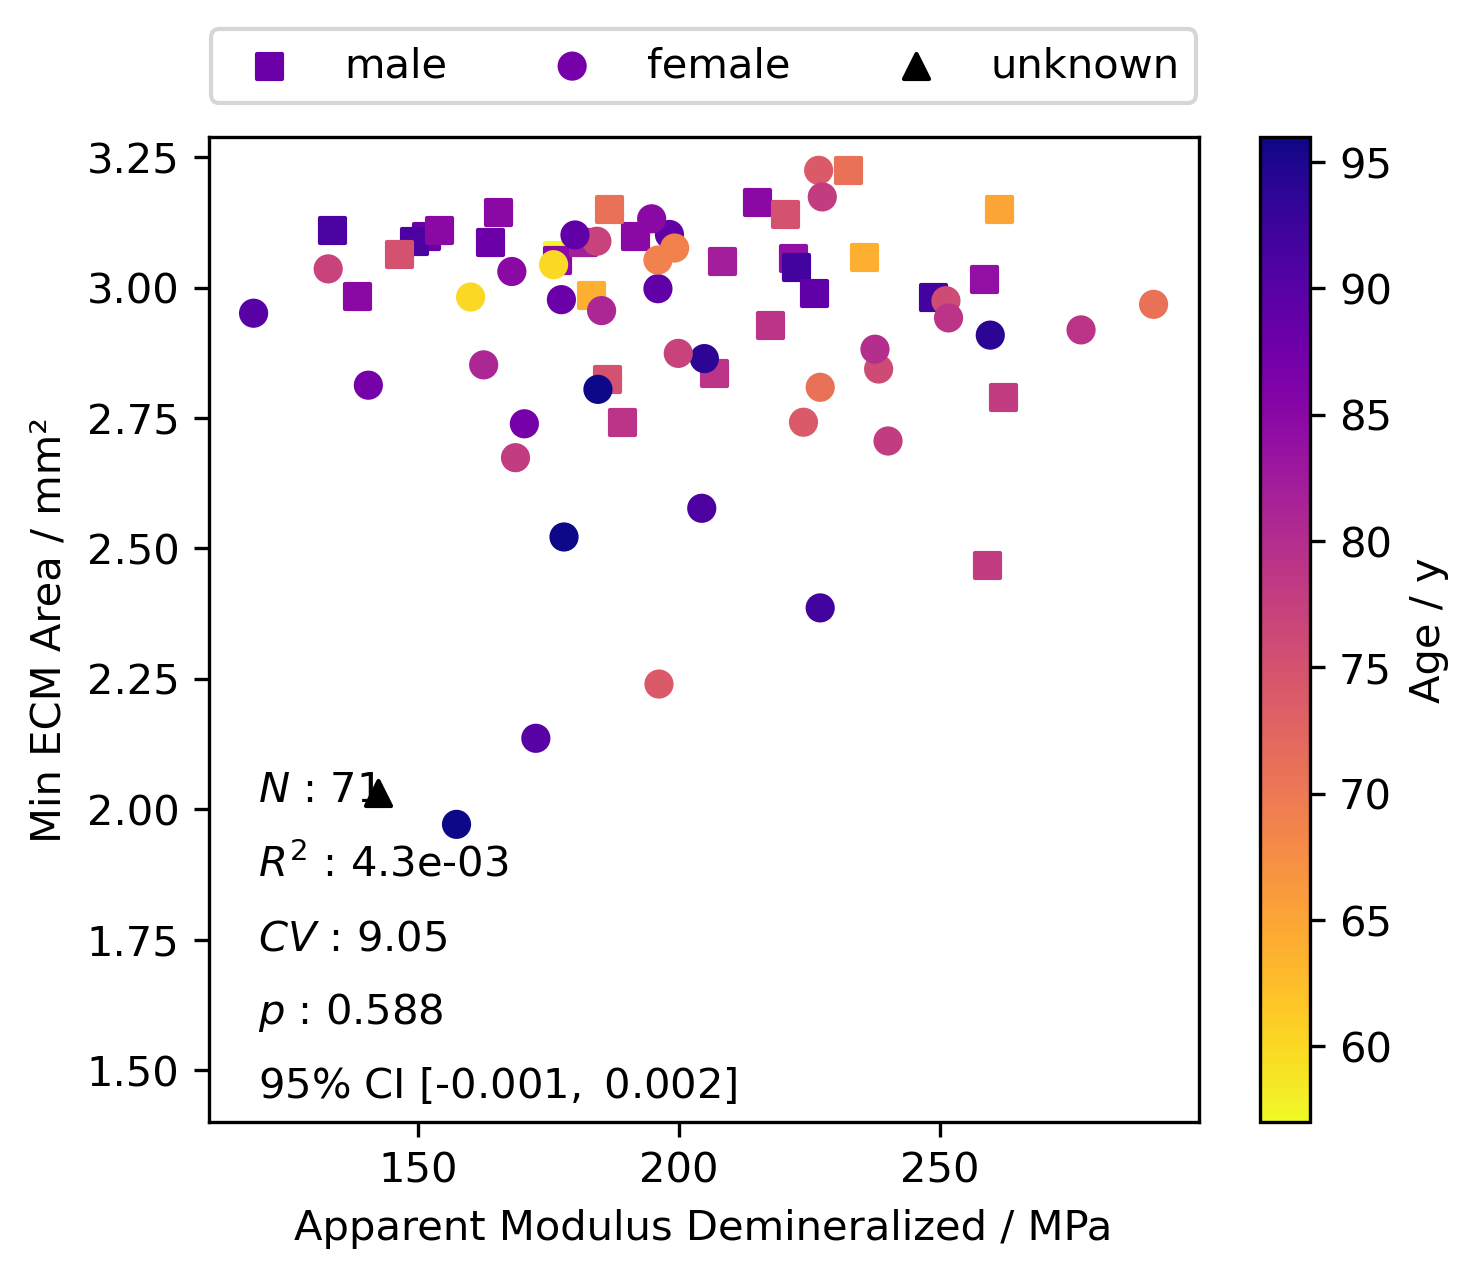 male female unknown
3.25
3.00
2.75
2.50
2.25
2.00
1.75
1.50
Min ECM Area / mm²
N : 71
R² : 4.3e-03
CV : 9.05
p : 0.588
95% CI [-0.001, 0.002]
150 200 250
Apparent Modulus Demineralized / MPa
95
90
85
80
75
70
65
60
Age / y